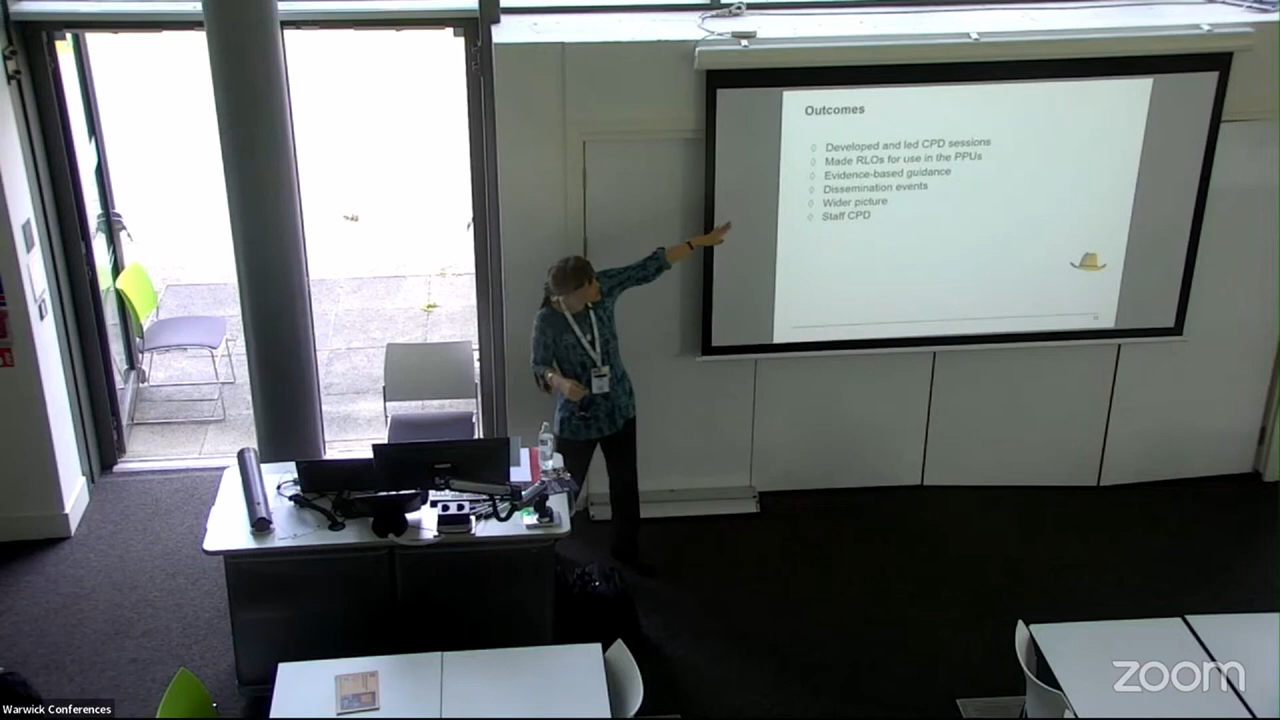 Outcomes
Developed and led CPD sessions
Made RLOs for use in the PPUs
Evidence-based guidance
Dissemination events
Wider picture
Staff CPD
Warwick Conferences
zoom